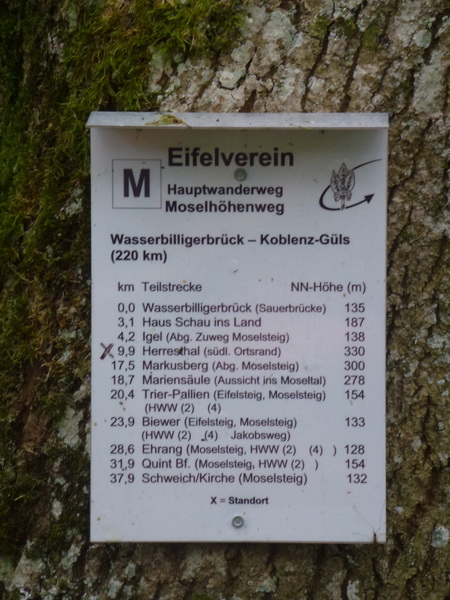 Eifelverein
M
Hauptwanderweg
Moselhöhenweg
Wasserbilligerbrück – Koblenz-Güls
(220 km)
km Teilstrecke NN-Höhe (m)
0,0 Wasserbilligerbrück (Sauerbrücke) 135
3,1 Haus Schau ins Land 187
4,2 Igel (Abg. Zuweg Moselsteig) 138
X 9,9 Herresthal (südl. Ortsrand) 330
17,5 Markusberg (Abg. Moselsteig) 300
18,7 Mariensäule (Aussicht ins Moseltal) 278
20,4 Trier-Pallien (Eifelsteig, Moselsteig) 154
(HWW (2) (4)
23,9 Biewer (Eifelsteig, Moselsteig) 133
(HWW (2) (4) Jakobsweg)
28,6 Ehrang (Moselsteig, HWW (2) (4) ) 128
31,9 Quint Bf. (Moselsteig, HWW (2) ) 154
37,9 Schweich/Kirche (Moselsteig) 132
X = Standort